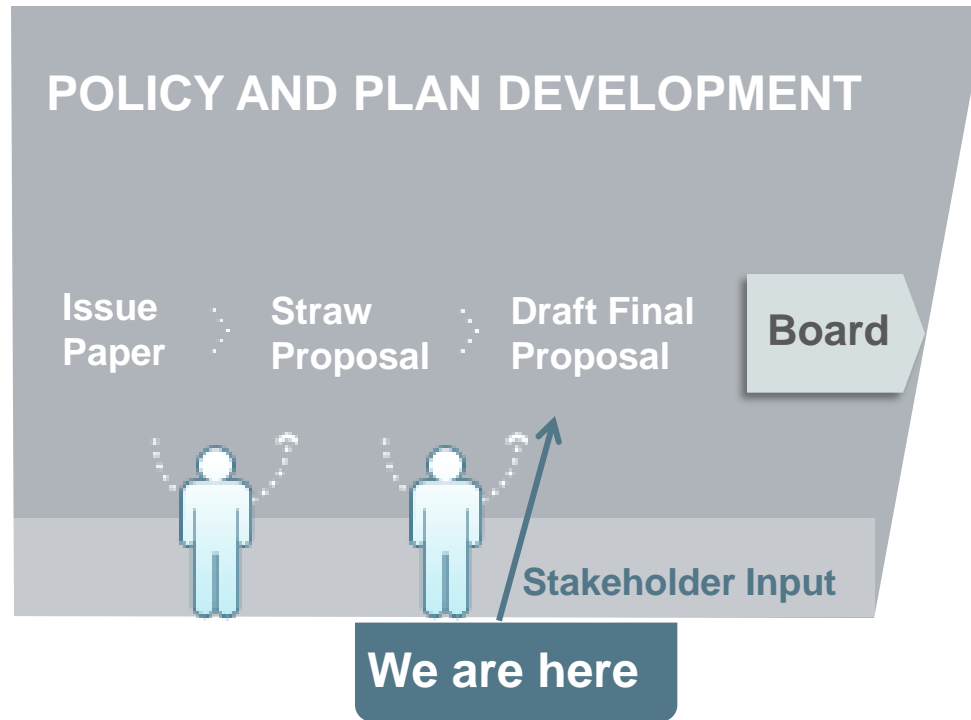 POLICY AND PLAN DEVELOPMENT
Issue
Paper
Straw
Proposal
Draft Final
Proposal
Board
Stakeholder Input
We are here